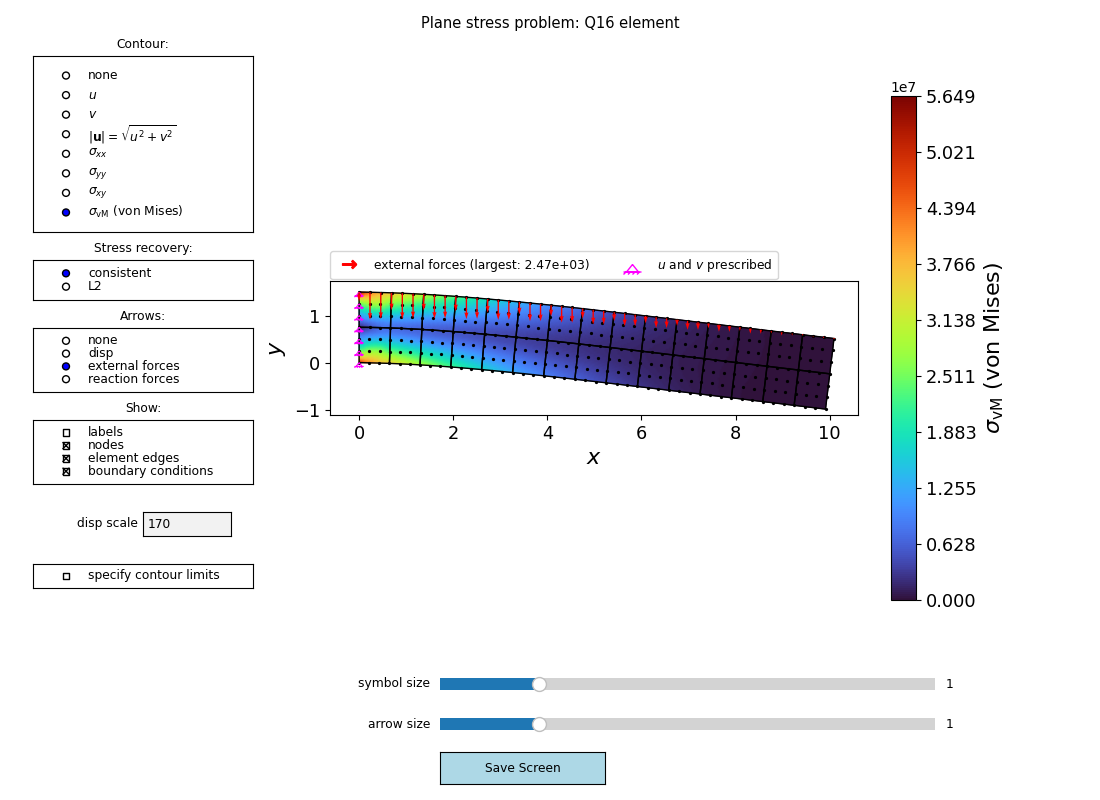 Plane stress problem: Q16 element
Contour:
none
u
v
|u| = √u² + v²
σxx
σyy
σxy
σvM (von Mises)
Stress recovery:
consistent
L2
Arrows:
none
disp
external forces
reaction forces
Show:
labels
nodes
element edges
boundary conditions
disp scale 170
specify contour limits
external forces (largest: 2.47e+03)
u and v prescribed
y
1
0
−1
0 2 4 6 8 10
x
1e7
5.649
5.021
4.394
3.766
3.138
2.511
1.883
1.255
0.628
0.000
σvM (von Mises)
symbol size 1
arrow size 1
Save Screen